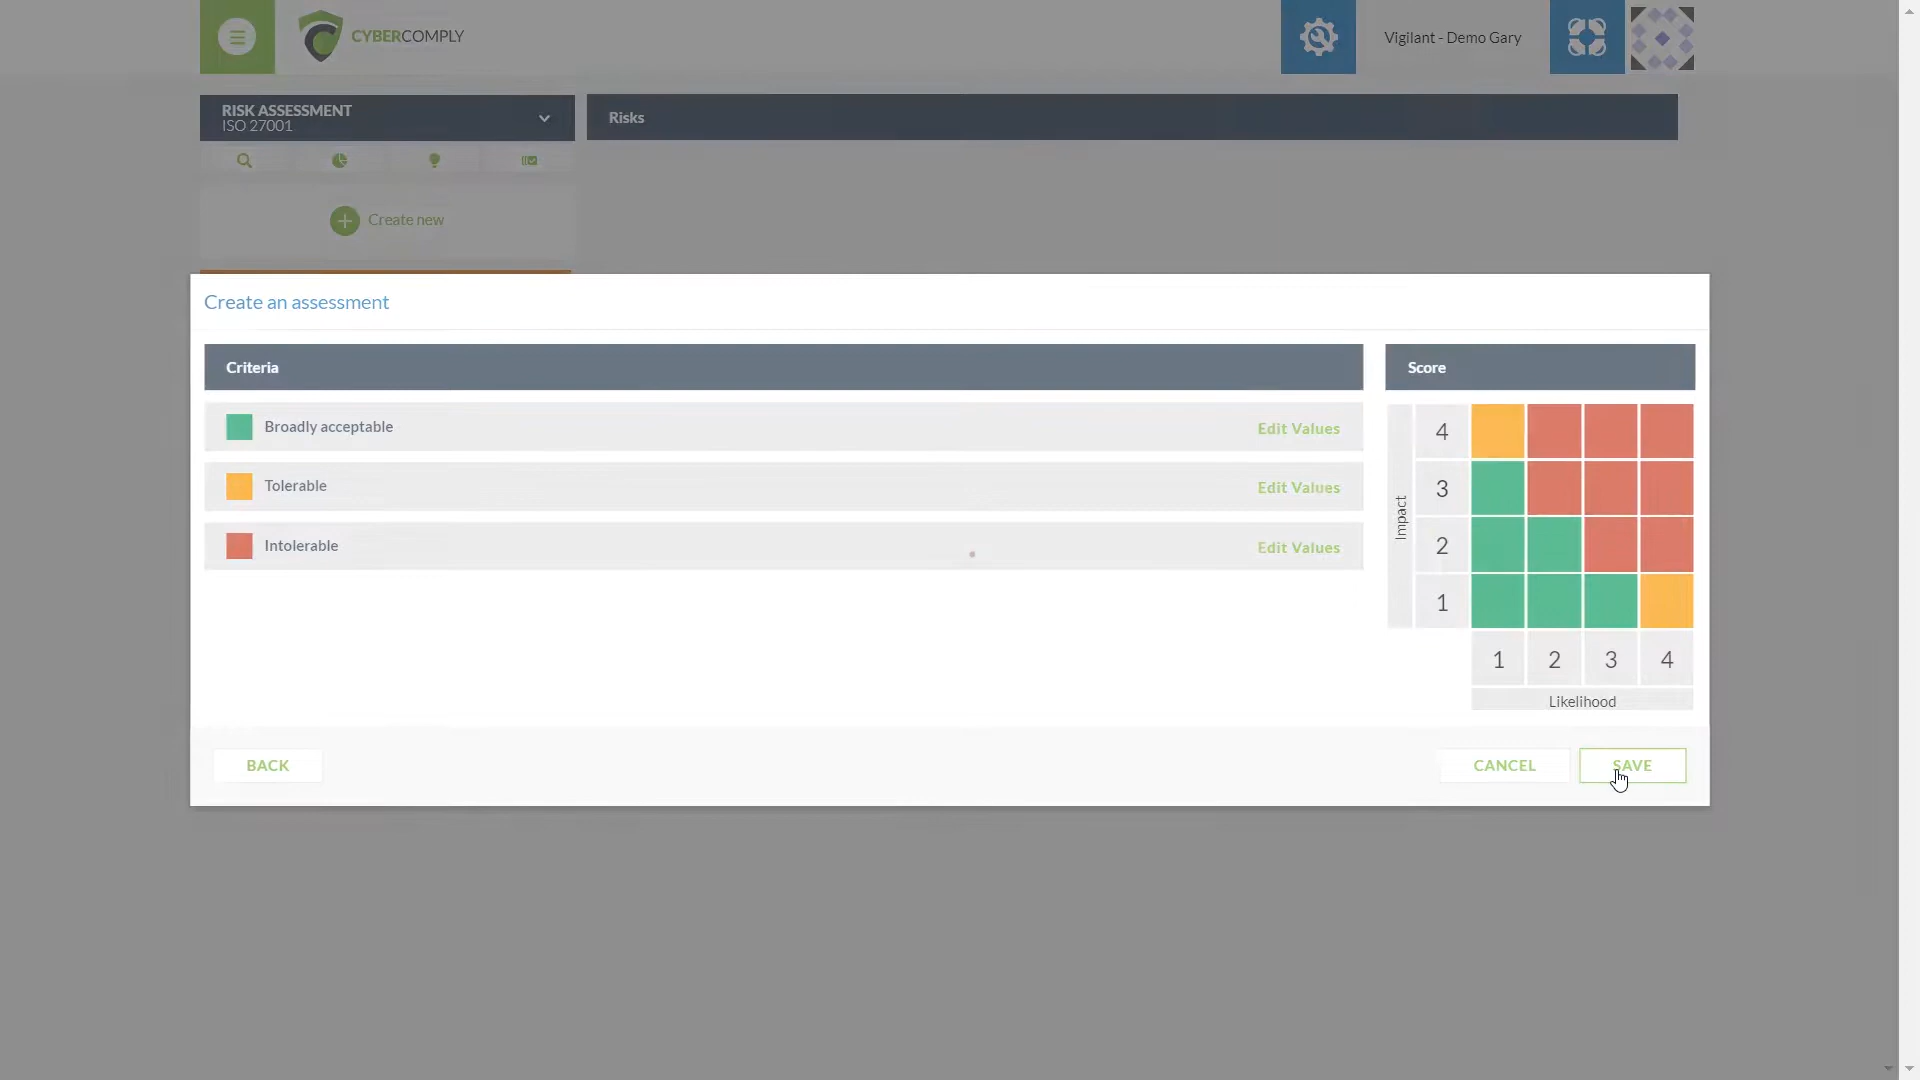 CYBERCOMPLY
Vigilant - Demo Gary
RISK ASSESSMENT
ISO 27001
Risks
Create new
Create an assessment
Criteria
Score
Broadly acceptable
Edit Values
Tolerable
Edit Values
Intolerable
Edit Values
Impact
4
3
2
1
1 2 3 4
Likelihood
BACK
CANCEL
SAVE